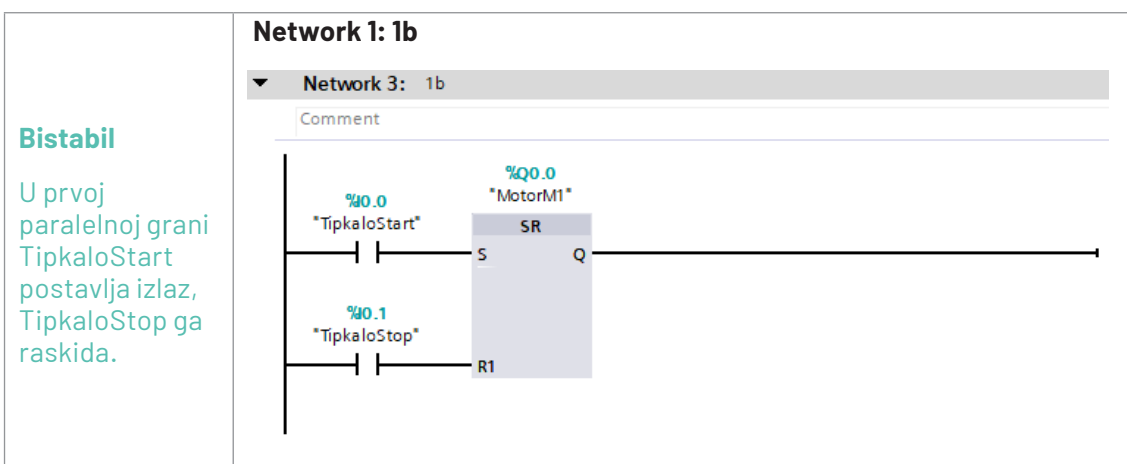 Bistabil
U prvoj
paralelnoj grani
TipkaloStart
postavlja izlaz,
TipkaloStop ga
raskida.
Network 1: 1b
Network 3: 1b
Comment
%Q0.0
"MotorM1"
%I0.0
"TipkaloStart"
SR
S Q
%I0.1
"TipkaloStop"
R1